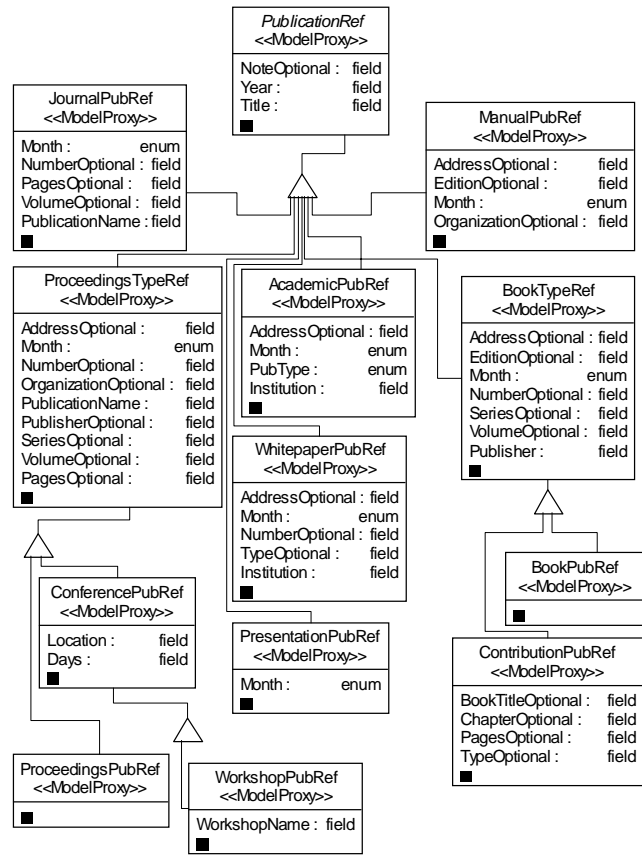 PublicationRef
<<ModelProxy>>
NoteOptional : field
Year : field
Title : field
JournalPubRef
<<ModelProxy>>
Month : enum
NumberOptional : field
PagesOptional : field
VolumeOptional : field
PublicationName : field
ManualPubRef
<<ModelProxy>>
AddressOptional : field
EditionOptional : field
Month : enum
OrganizationOptional : field
ProceedingsTypeRef
<<ModelProxy>>
AddressOptional : field
Month : enum
NumberOptional : field
OrganizationOptional : field
PublicationName : field
PublisherOptional : field
SeriesOptional : field
VolumeOptional : field
PagesOptional : field
AcademicPubRef
<<ModelProxy>>
AddressOptional : field
Month : enum
PubType : enum
Institution : field
BookTypeRef
<<ModelProxy>>
AddressOptional : field
EditionOptional : field
Month : enum
NumberOptional : field
SeriesOptional : field
VolumeOptional : field
Publisher : field
WhitepaperPubRef
<<ModelProxy>>
AddressOptional : field
Month : enum
NumberOptional : field
TypeOptional : field
Institution : field
BookPubRef
<<ModelProxy>>
ConferencePubRef
<<ModelProxy>>
Location : field
Days : field
PresentationPubRef
<<ModelProxy>>
Month : enum
ContributionPubRef
<<ModelProxy>>
BookTitleOptional : field
ChapterOptional : field
PagesOptional : field
TypeOptional : field
ProceedingsPubRef
<<ModelProxy>>
WorkshopPubRef
<<ModelProxy>>
WorkshopName : field